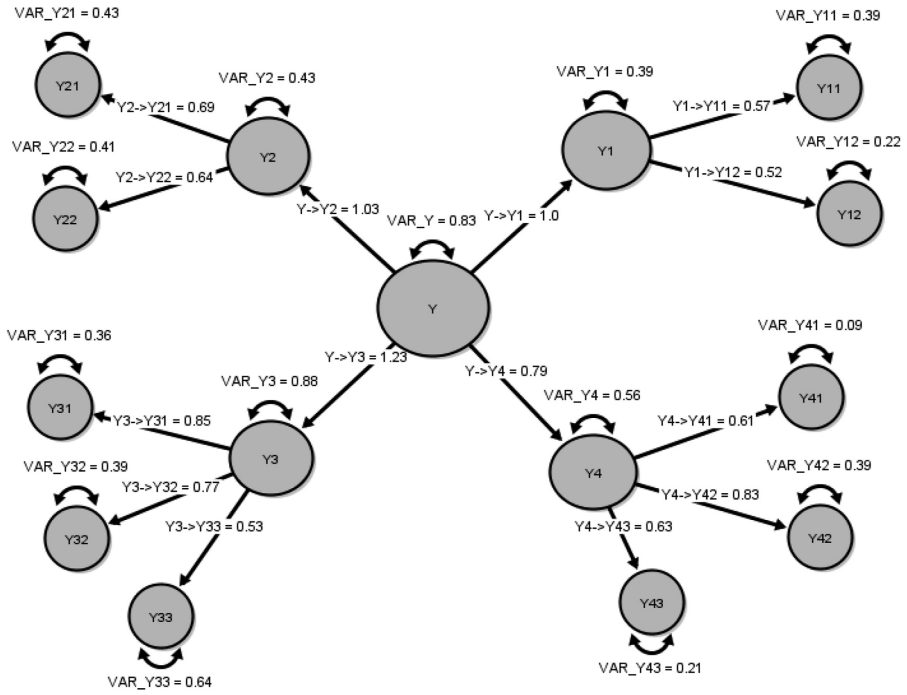 VAR_Y21 = 0.43
VAR_Y11 = 0.39
VAR_Y2 = 0.43
VAR_Y1 = 0.39
Y21
Y11
Y2->Y21 = 0.69
Y1->Y11 = 0.57
VAR_Y22 = 0.41
VAR_Y12 = 0.22
Y2
Y1
Y2->Y22 = 0.64
Y1->Y12 = 0.52
Y22
Y12
Y->Y2 = 1.03
VAR_Y = 0.83
Y->Y1 = 1.0
Y
VAR_Y31 = 0.36
VAR_Y41 = 0.09
Y->Y3 = 1.23
Y->Y4 = 0.79
VAR_Y3 = 0.88
VAR_Y4 = 0.56
Y31
Y41
Y3->Y31 = 0.85
Y4->Y41 = 0.61
VAR_Y32 = 0.39
VAR_Y42 = 0.39
Y3
Y4
Y3->Y32 = 0.77
Y4->Y42 = 0.83
Y3->Y33 = 0.53
Y4->Y43 = 0.63
Y32
Y42
Y33
Y43
VAR_Y33 = 0.64
VAR_Y43 = 0.21